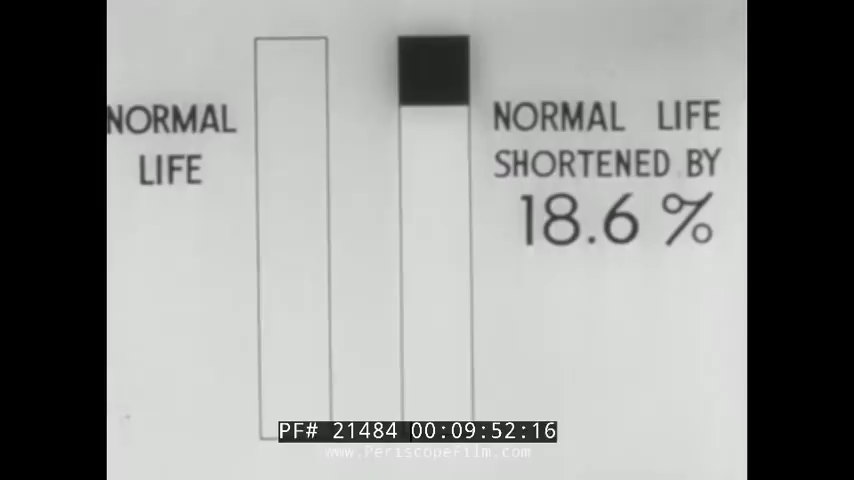 NORMAL
LIFE
NORMAL LIFE
SHORTENED BY
18.6 %
PF# 21484 00:09:52:16
www.PeriscopeFilm.com